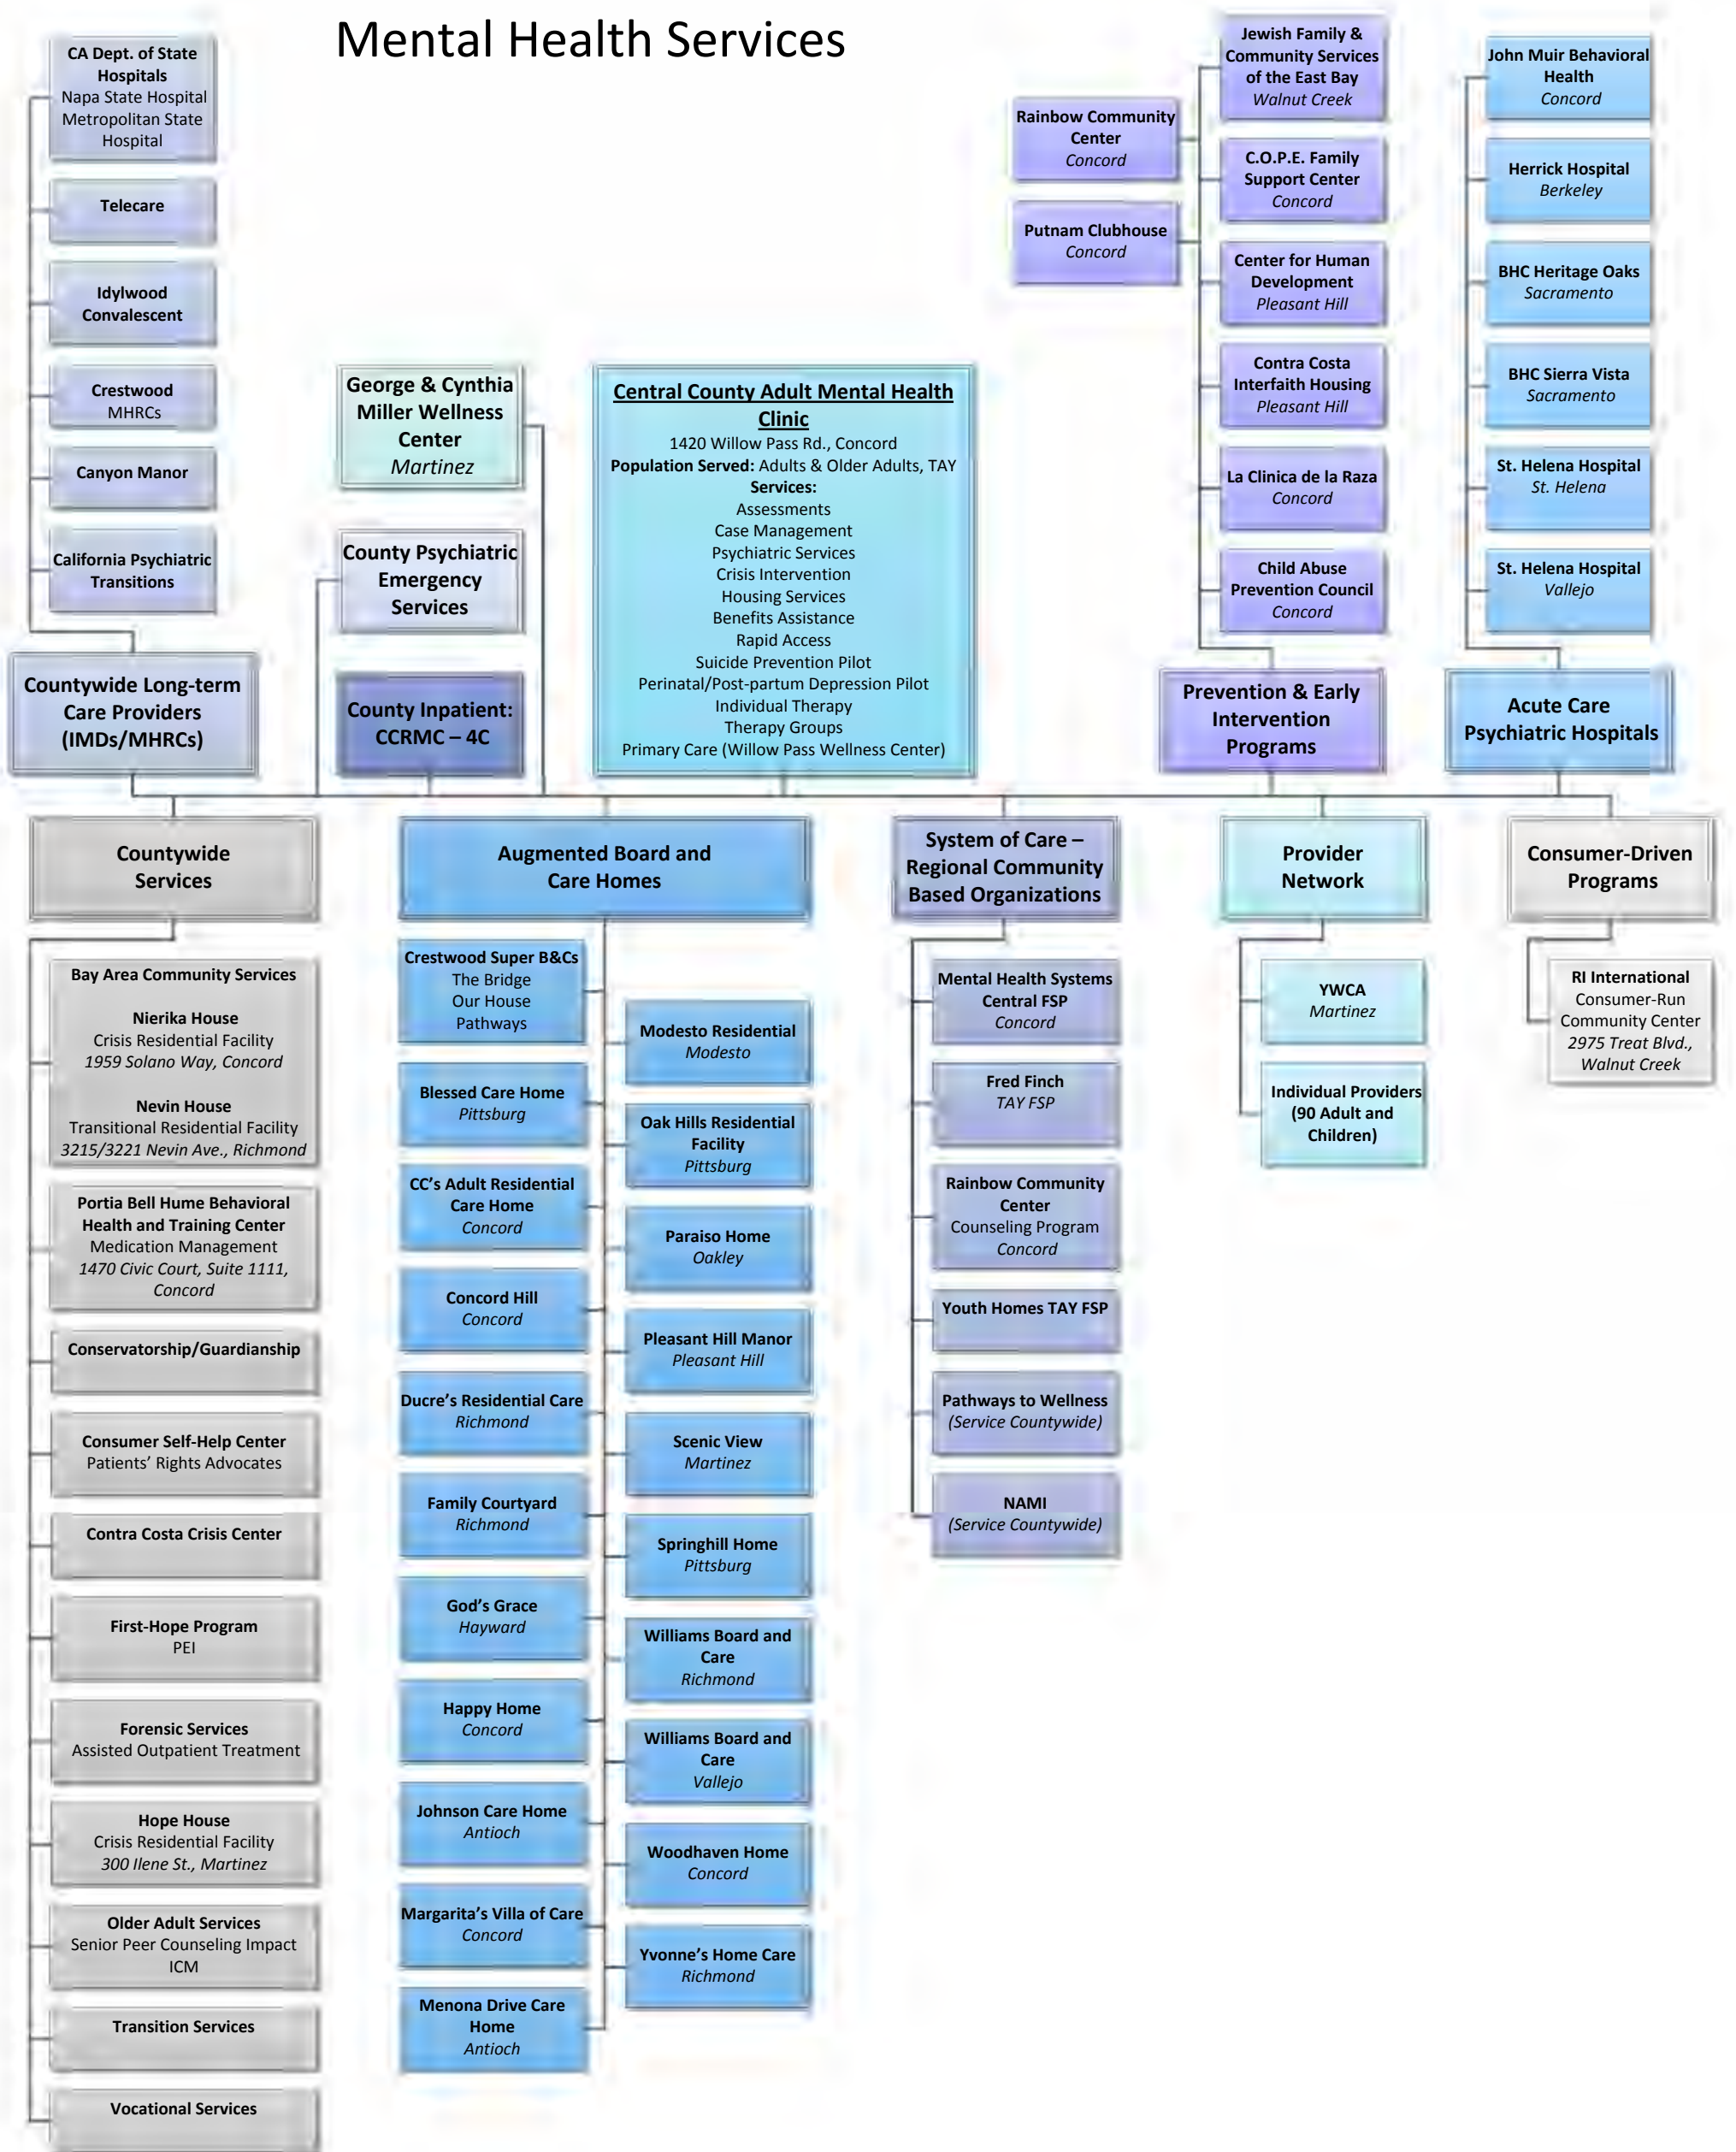 Mental Health Services
CA Dept. of State
Hospitals
Napa State Hospital
Metropolitan State
Hospital
Telecare
Idylwood
Convalescent
Crestwood
MHRCs
Canyon Manor
California Psychiatric
Transitions
Countywide Long-term
Care Providers
(IMDs/MHRCs)
George & Cynthia
Miller Wellness
Center
Martinez
County Psychiatric
Emergency
Services
County Inpatient:
CCRMC – 4C
Central County Adult Mental Health
Clinic
1420 Willow Pass Rd., Concord
Population Served: Adults & Older Adults, TAY
Services:
Assessments
Case Management
Psychiatric Services
Crisis Intervention
Housing Services
Benefits Assistance
Rapid Access
Suicide Prevention Pilot
Perinatal/Post-partum Depression Pilot
Individual Therapy
Therapy Groups
Primary Care (Willow Pass Wellness Center)
Rainbow Community
Center
Concord
Putnam Clubhouse
Concord
Jewish Family &
Community Services
of the East Bay
Walnut Creek
C.O.P.E. Family
Support Center
Concord
Center for Human
Development
Pleasant Hill
Contra Costa
Interfaith Housing
Pleasant Hill
La Clinica de la Raza
Concord
Child Abuse
Prevention Council
Concord
Prevention & Early
Intervention
Programs
John Muir Behavioral
Health
Concord
Herrick Hospital
Berkeley
BHC Heritage Oaks
Sacramento
BHC Sierra Vista
Sacramento
St. Helena Hospital
St. Helena
St. Helena Hospital
Vallejo
Acute Care
Psychiatric Hospitals
Countywide
Services
Bay Area Community Services
Nierika House
Crisis Residential Facility
1959 Solano Way, Concord
Nevin House
Transitional Residential Facility
3215/3221 Nevin Ave., Richmond
Portia Bell Hume Behavioral
Health and Training Center
Medication Management
1470 Civic Court, Suite 1111,
Concord
Conservatorship/Guardianship
Consumer Self-Help Center
Patients' Rights Advocates
Contra Costa Crisis Center
First-Hope Program
PEI
Forensic Services
Assisted Outpatient Treatment
Hope House
Crisis Residential Facility
300 Ilene St., Martinez
Older Adult Services
Senior Peer Counseling Impact
ICM
Transition Services
Vocational Services
Augmented Board and
Care Homes
Crestwood Super B&Cs
The Bridge
Our House
Pathways
Blessed Care Home
Pittsburg
CC's Adult Residential
Care Home
Concord
Concord Hill
Concord
Ducre's Residential Care
Richmond
Family Courtyard
Richmond
God's Grace
Hayward
Happy Home
Concord
Johnson Care Home
Antioch
Margarita's Villa of Care
Concord
Menona Drive Care
Home
Antioch
Modesto Residential
Modesto
Oak Hills Residential
Facility
Pittsburg
Paraiso Home
Oakley
Pleasant Hill Manor
Pleasant Hill
Scenic View
Martinez
Springhill Home
Pittsburg
Williams Board and
Care
Richmond
Williams Board and
Care
Vallejo
Woodhaven Home
Concord
Yvonne's Home Care
Richmond
System of Care –
Regional Community
Based Organizations
Mental Health Systems
Central FSP
Concord
Fred Finch
TAY FSP
Rainbow Community
Center
Counseling Program
Concord
Youth Homes TAY FSP
Pathways to Wellness
(Service Countywide)
NAMI
(Service Countywide)
Provider
Network
YWCA
Martinez
Individual Providers
(90 Adult and
Children)
Consumer-Driven
Programs
RI International
Consumer-Run
Community Center
2975 Treat Blvd.,
Walnut Creek